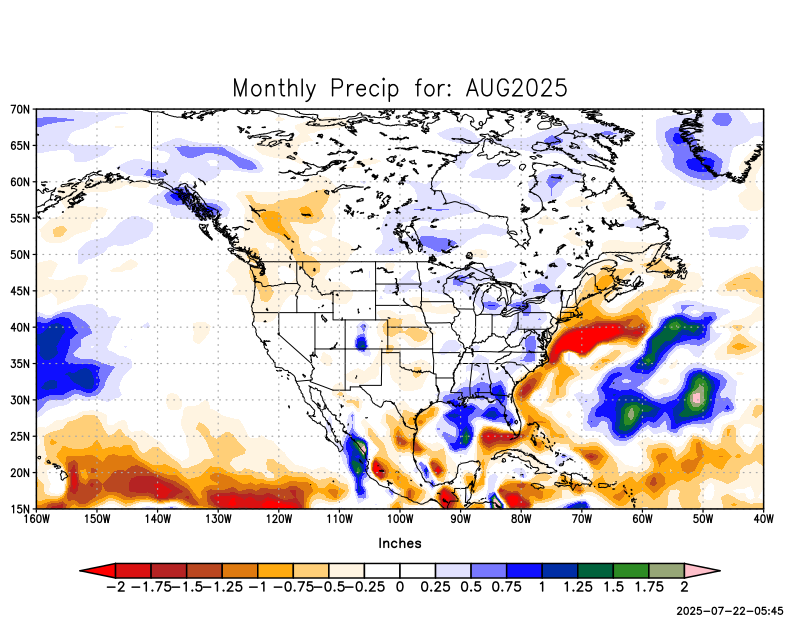 Monthly Precip for: AUG2025
70N
65N
60N
55N
50N
45N
40N
35N
30N
25N
20N
15N
160W 150W 140W 130W 120W 110W 100W 90W 80W 70W 60W 50W 40W
Inches
−2 −1.75−1.5−1.25 −1 −0.75−0.5−0.25 0 0.25 0.5 0.75 1 1.25 1.5 1.75 2
2025-07-22-05:45